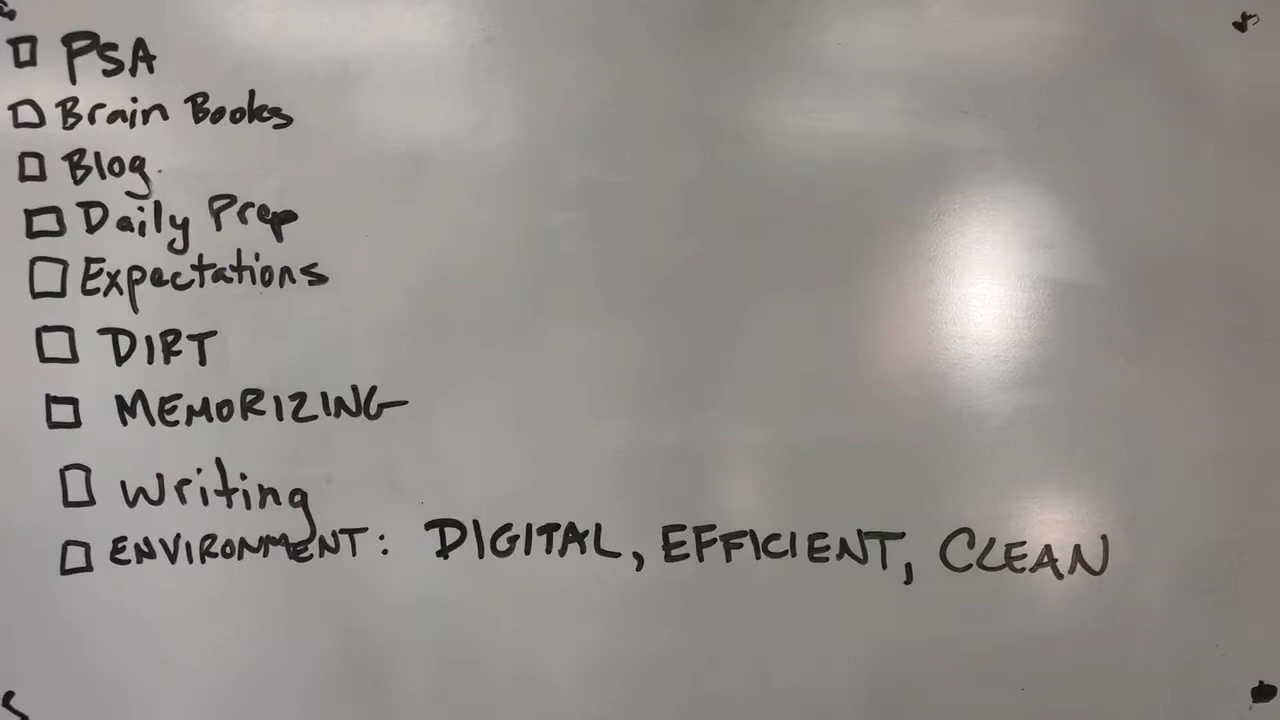 PSA
Brain Books
Blog
Daily Prep
Expectations
DIRT
MEMORIZING
Writing
ENVIRONMENT: DIGITAL, EFFICIENT, CLEAN